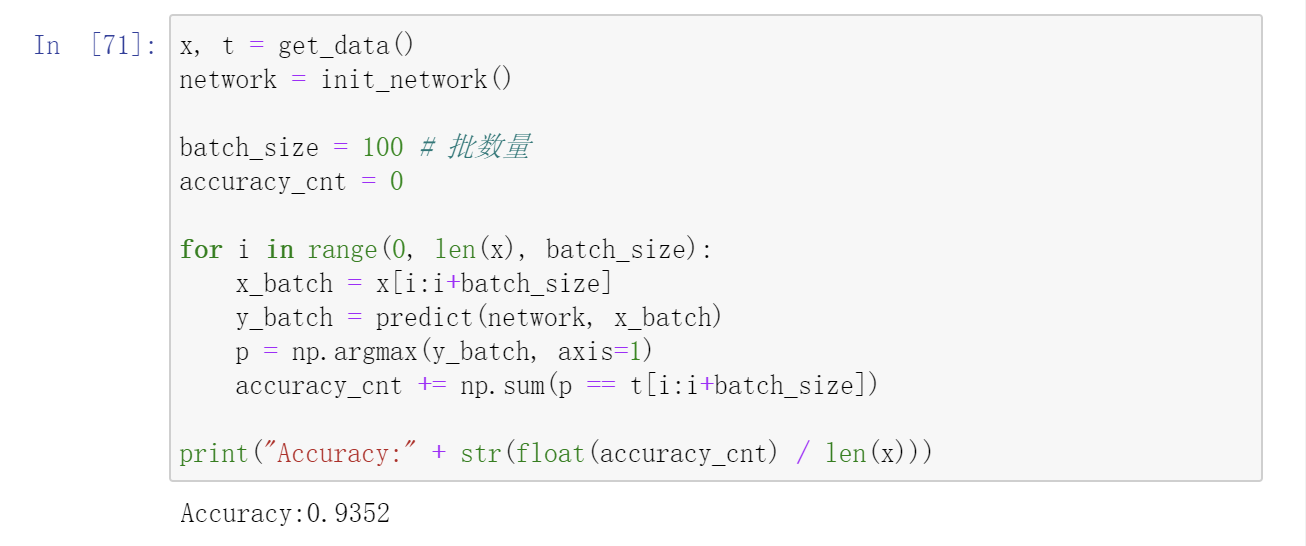 In [71]: x, t = get_data()
network = init_network()
batch_size = 100 # 批数量
accuracy_cnt = 0
for i in range(0, len(x), batch_size):
    x_batch = x[i:i+batch_size]
    y_batch = predict(network, x_batch)
    p = np.argmax(y_batch, axis=1)
    accuracy_cnt += np.sum(p == t[i:i+batch_size])
print("Accuracy:" + str(float(accuracy_cnt) / len(x)))
Accuracy:0.9352